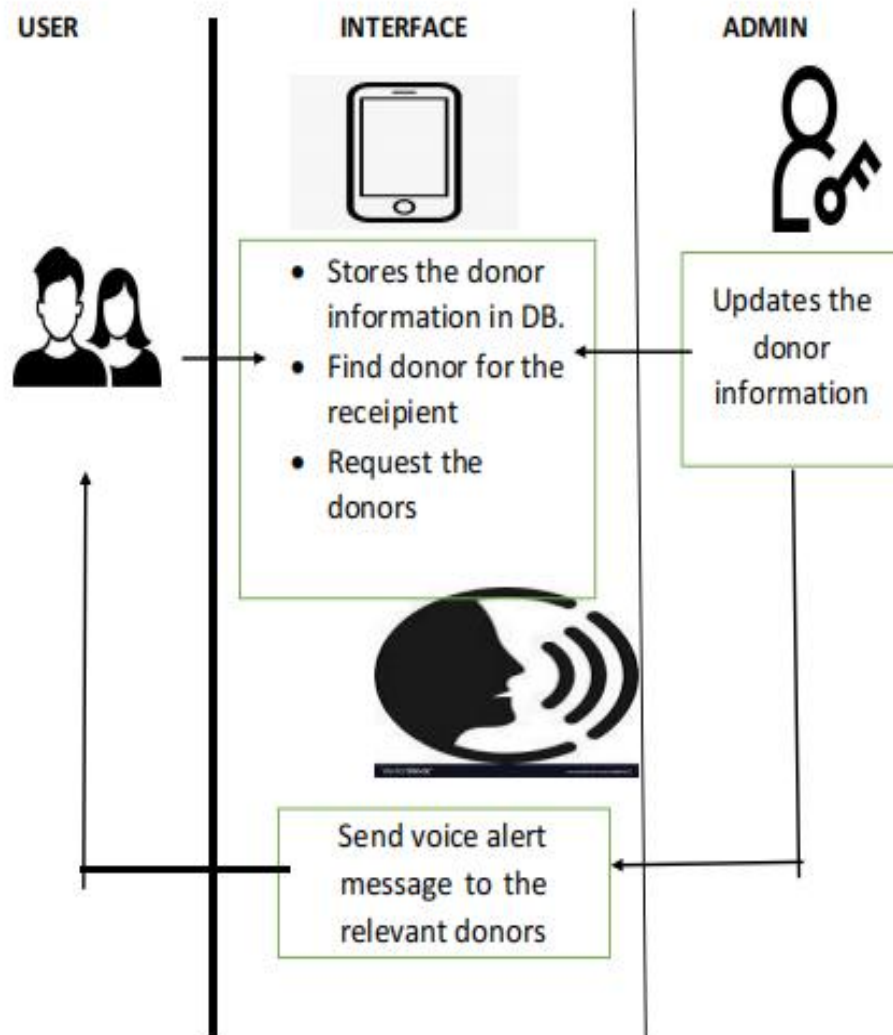 USER
INTERFACE
ADMIN
• Stores the donor
information in DB.
• Find donor for the
receipient
• Request the
donors
Updates the
donor
information
Send voice alert
message to the
relevant donors